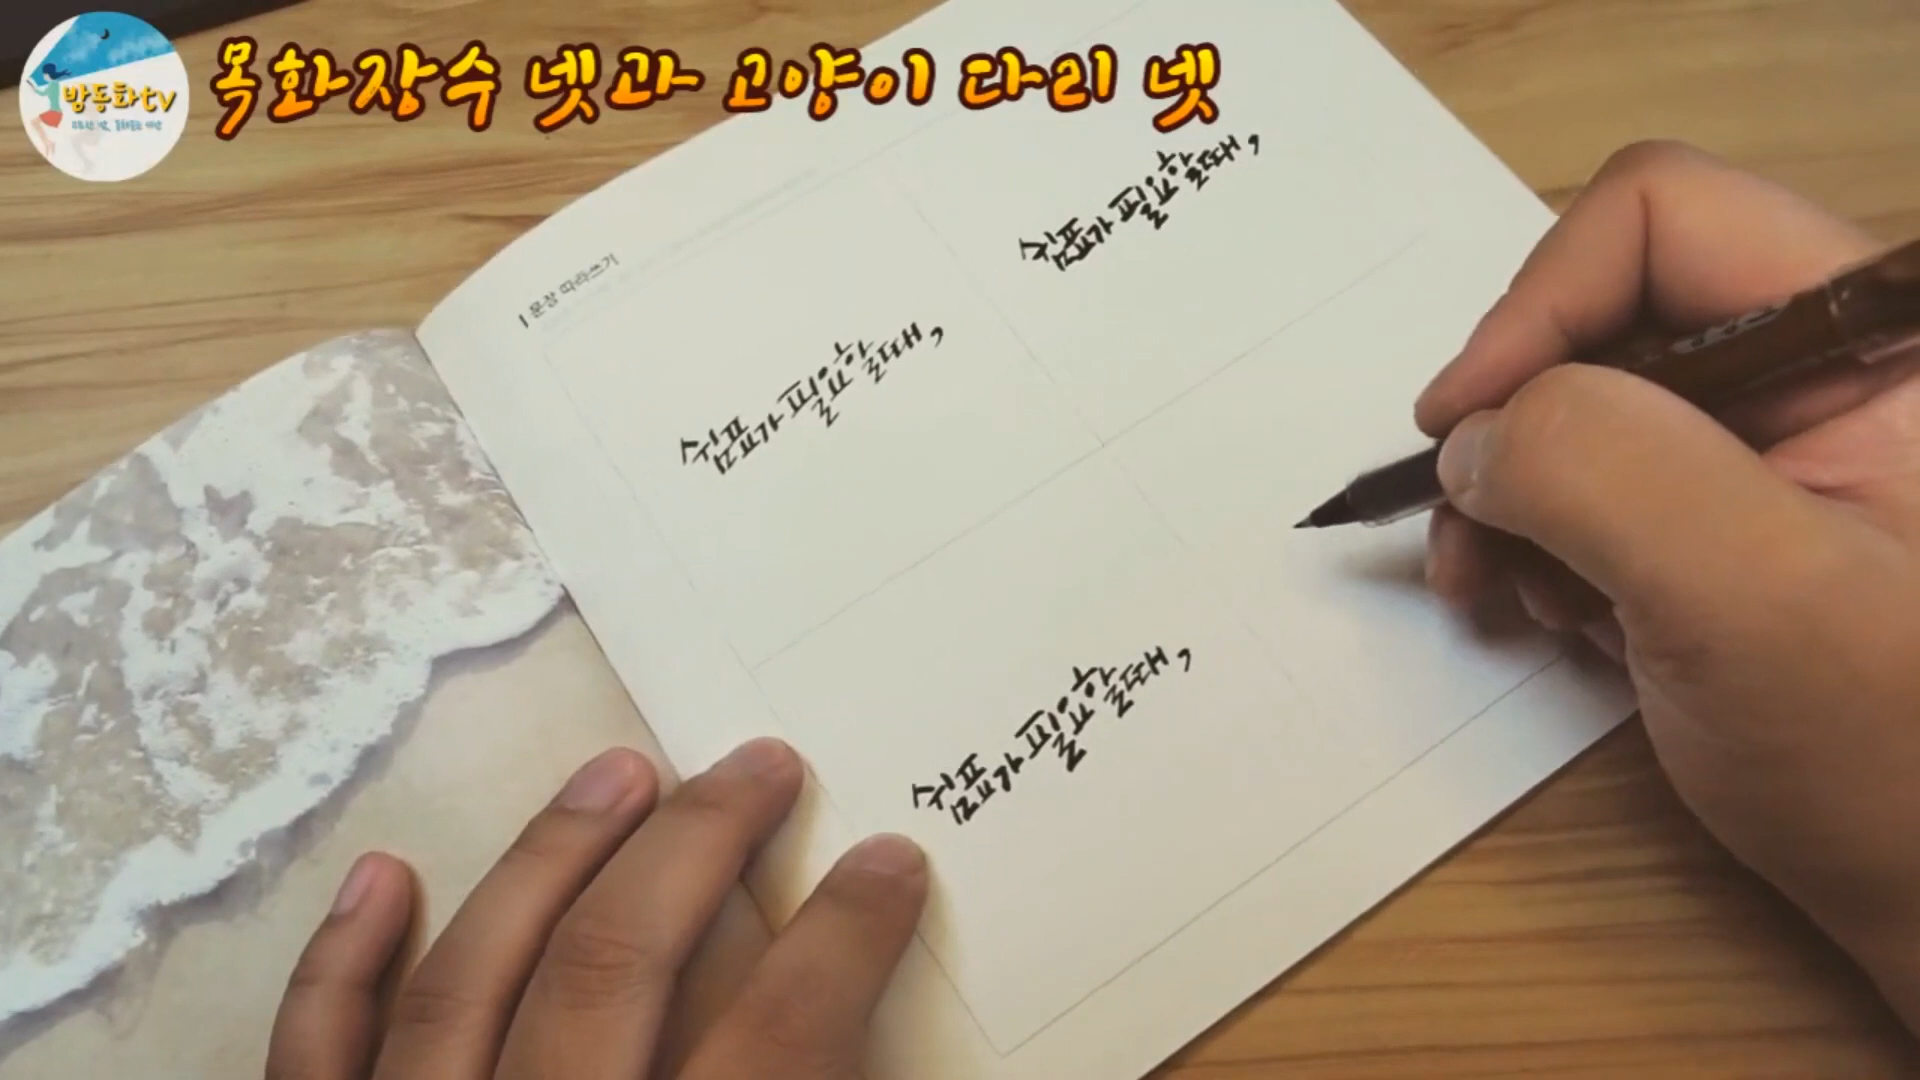 밤동화tv
목화장수 넷과 고양이 다리 넷
문장 따라쓰기
쉼표가 필요할때,
쉼표가 필요할때,
쉼표가 필요할때,